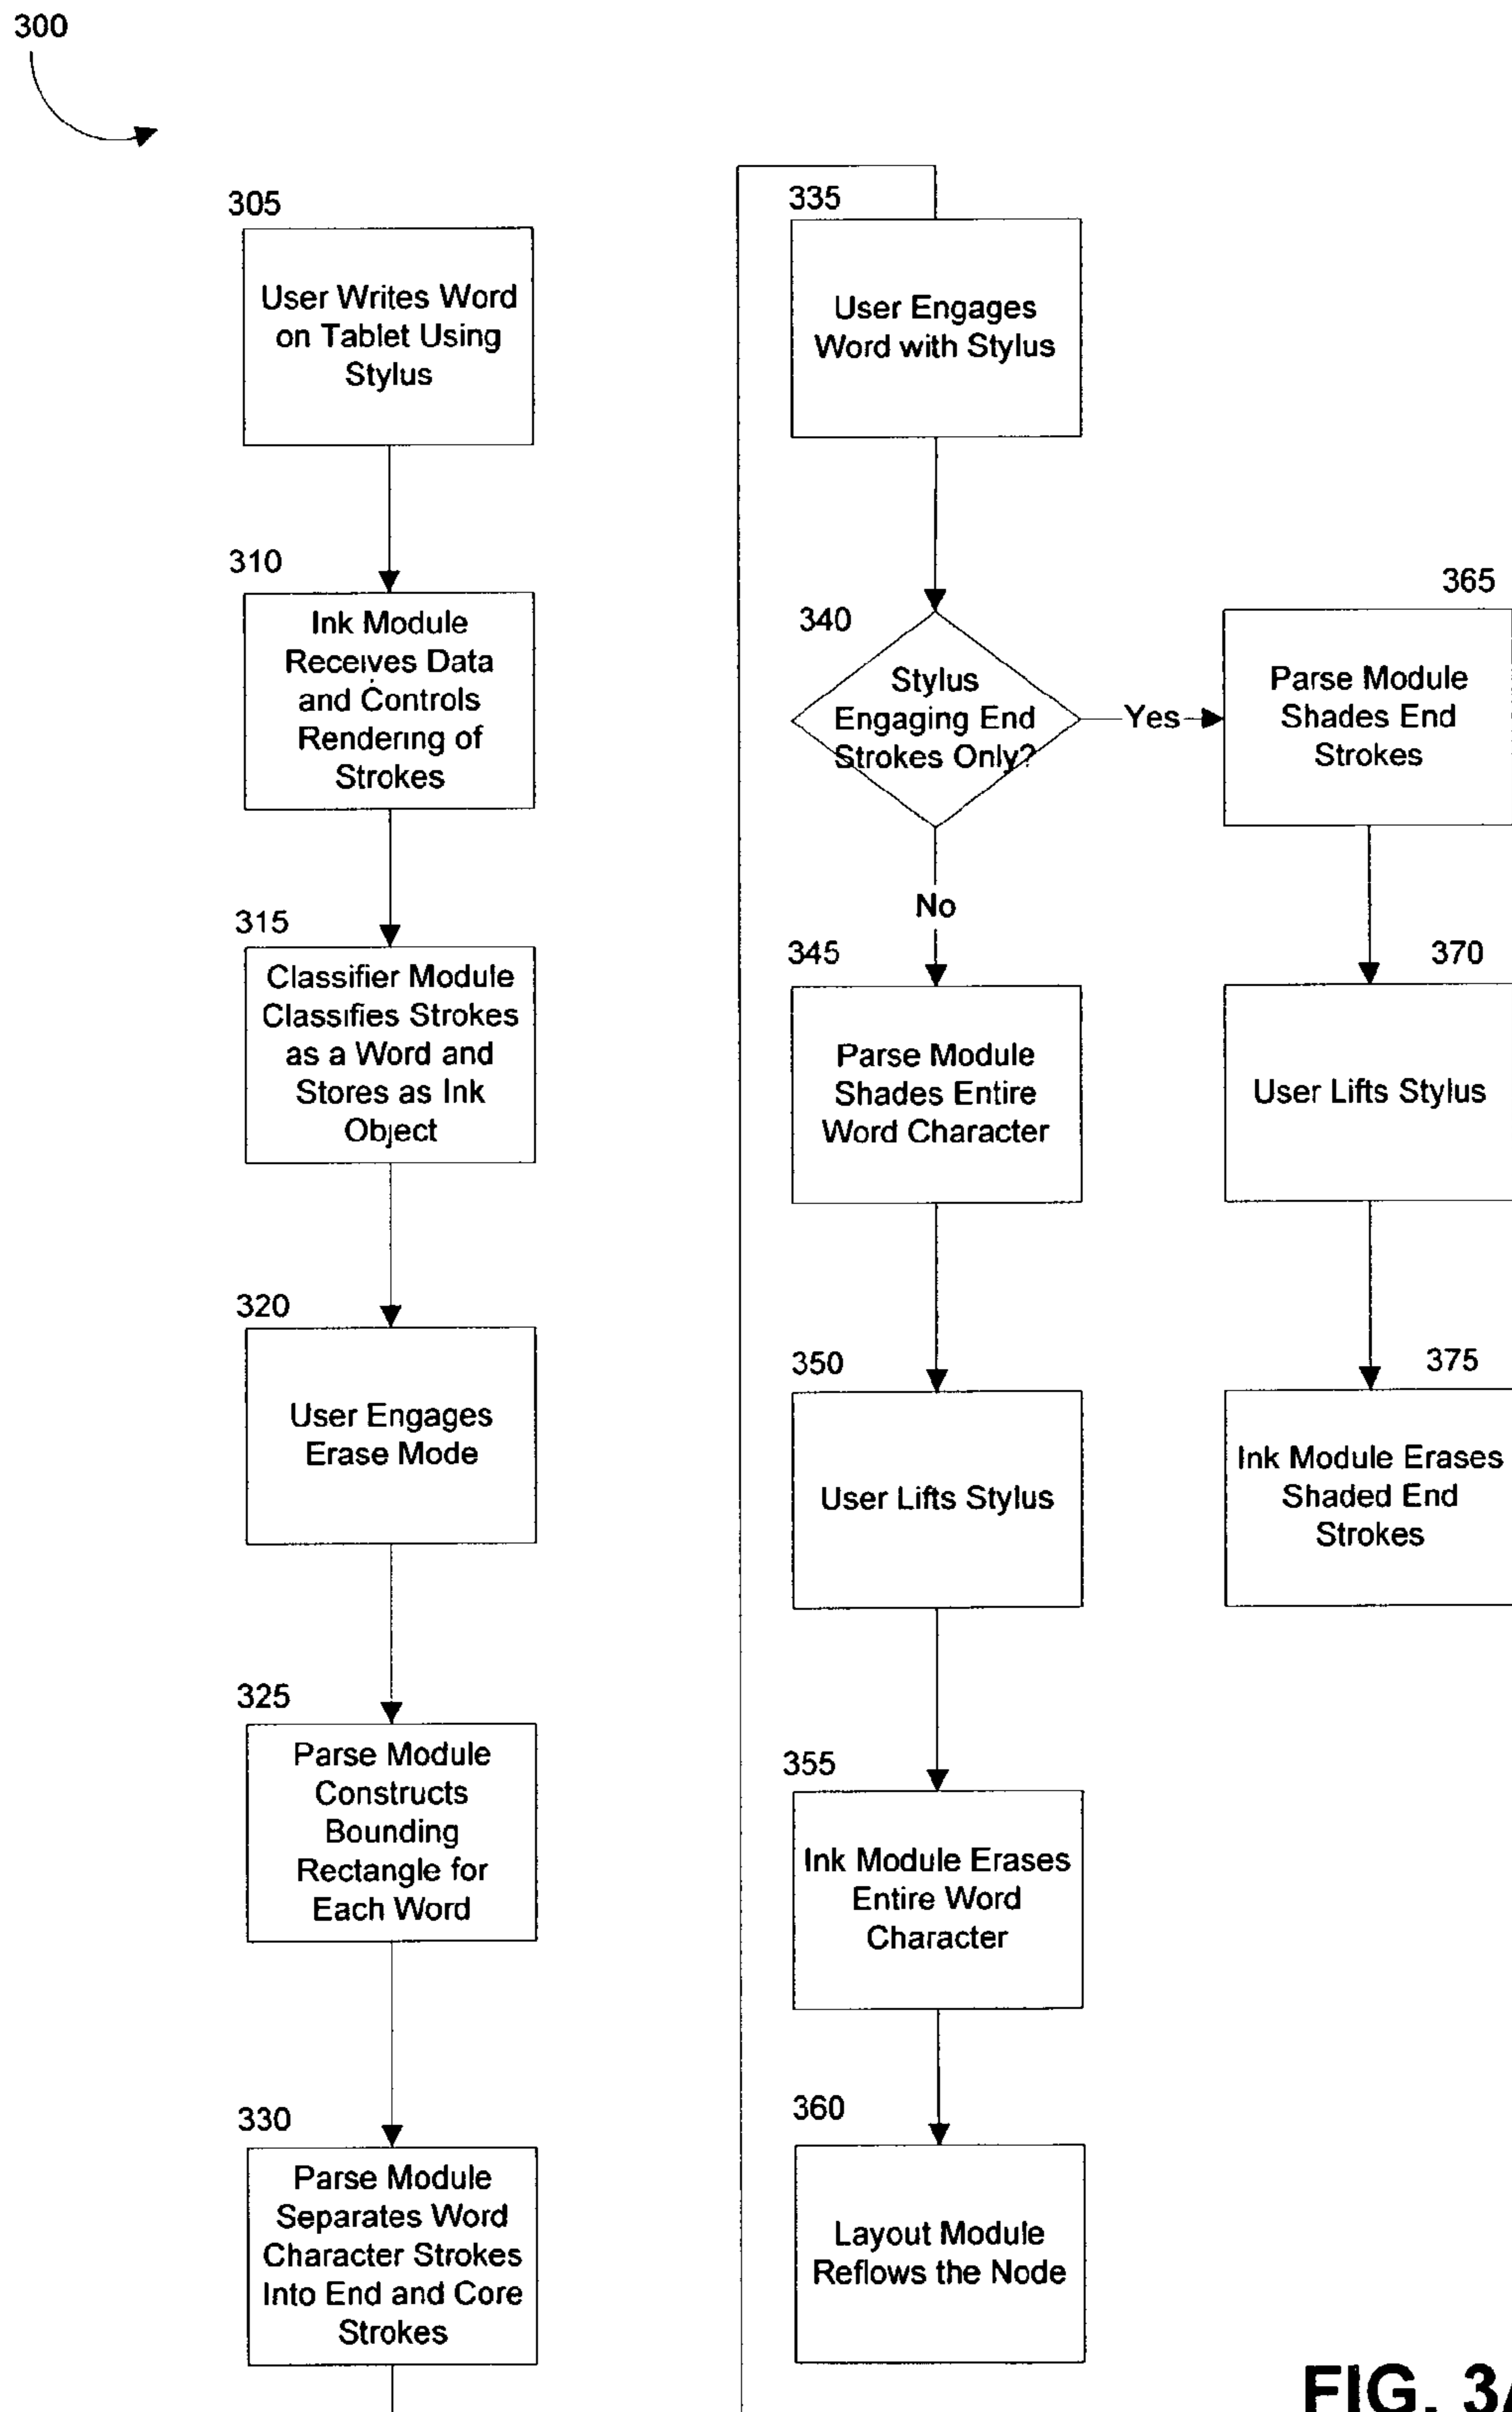 300
305
User Writes Word
on Tablet Using
Stylus
310
Ink Module
Receives Data
and Controls
Rendering of
Strokes
315
Classifier Module
Classifies Strokes
as a Word and
Stores as Ink
Object
320
User Engages
Erase Mode
325
Parse Module
Constructs
Bounding
Rectangle for
Each Word
330
Parse Module
Separates Word
Character Strokes
Into End and Core
Strokes
335
User Engages
Word with Stylus
340
Stylus
Engaging End
Strokes Only?
Yes
No
345
Parse Module
Shades Entire
Word Character
350
User Lifts Stylus
355
Ink Module Erases
Entire Word
Character
360
Layout Module
Reflows the Node
365
Parse Module
Shades End
Strokes
370
User Lifts Stylus
375
Ink Module Erases
Shaded End
Strokes
FIG. 3A